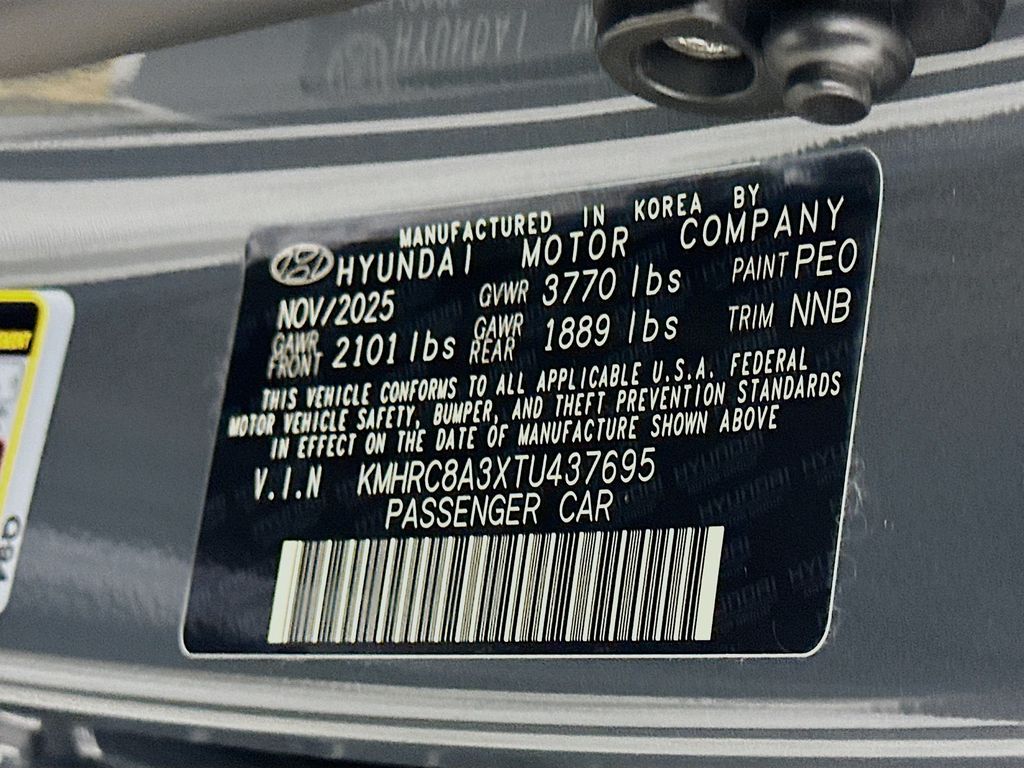 MANUFACTURED IN KOREA BY
HYUNDAI MOTOR COMPANY
NOV/2025 GVWR 3770 lbs PAINT PEO
GAWR FRONT 2101 lbs GAWR REAR 1889 lbs TRIM NNB
THIS VEHICLE CONFORMS TO ALL APPLICABLE U.S.A. FEDERAL
MOTOR VEHICLE SAFETY, BUMPER, AND THEFT PREVENTION STANDARDS
IN EFFECT ON THE DATE OF MANUFACTURE SHOWN ABOVE
V.I.N KMHRC8A3XTU437695
PASSENGER CAR